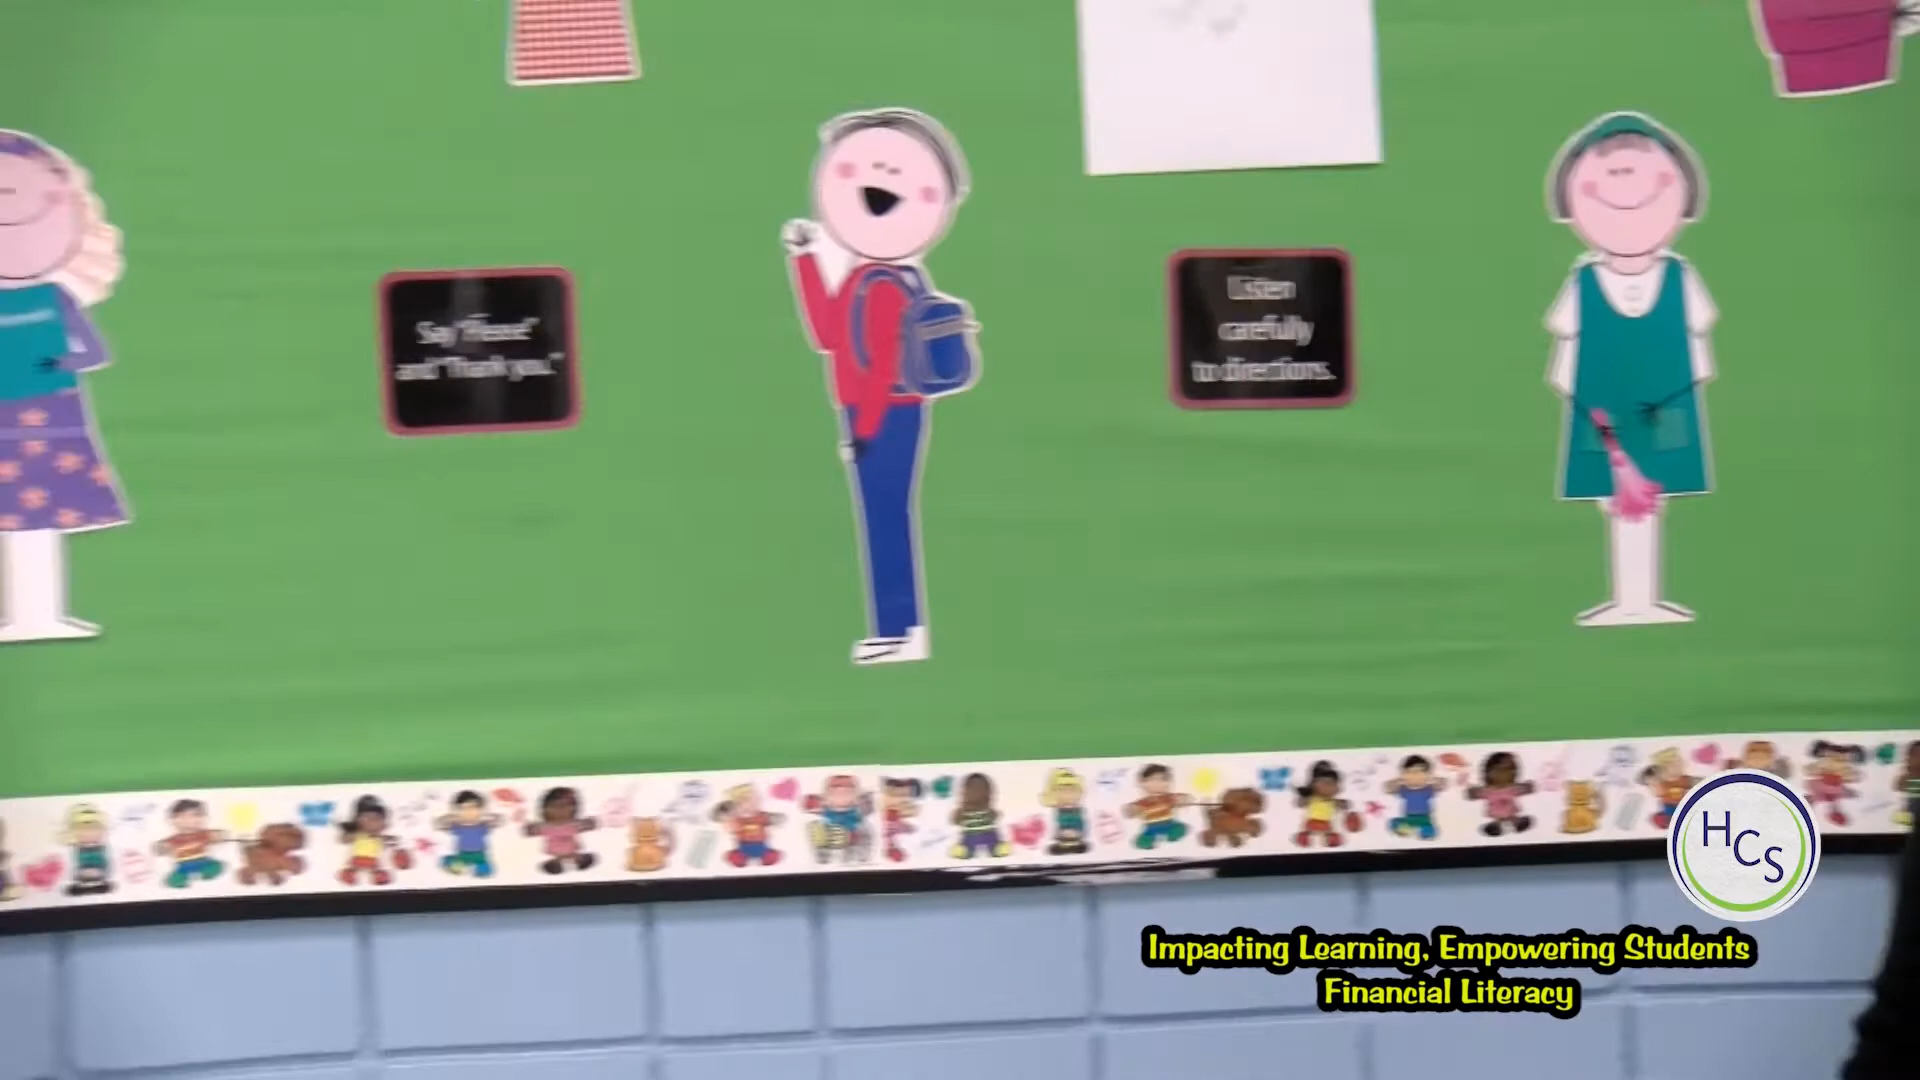 Say "Please"
and "Thank you."
Listen
carefully
to directions.
HCS
Impacting Learning, Empowering Students
Financial Literacy